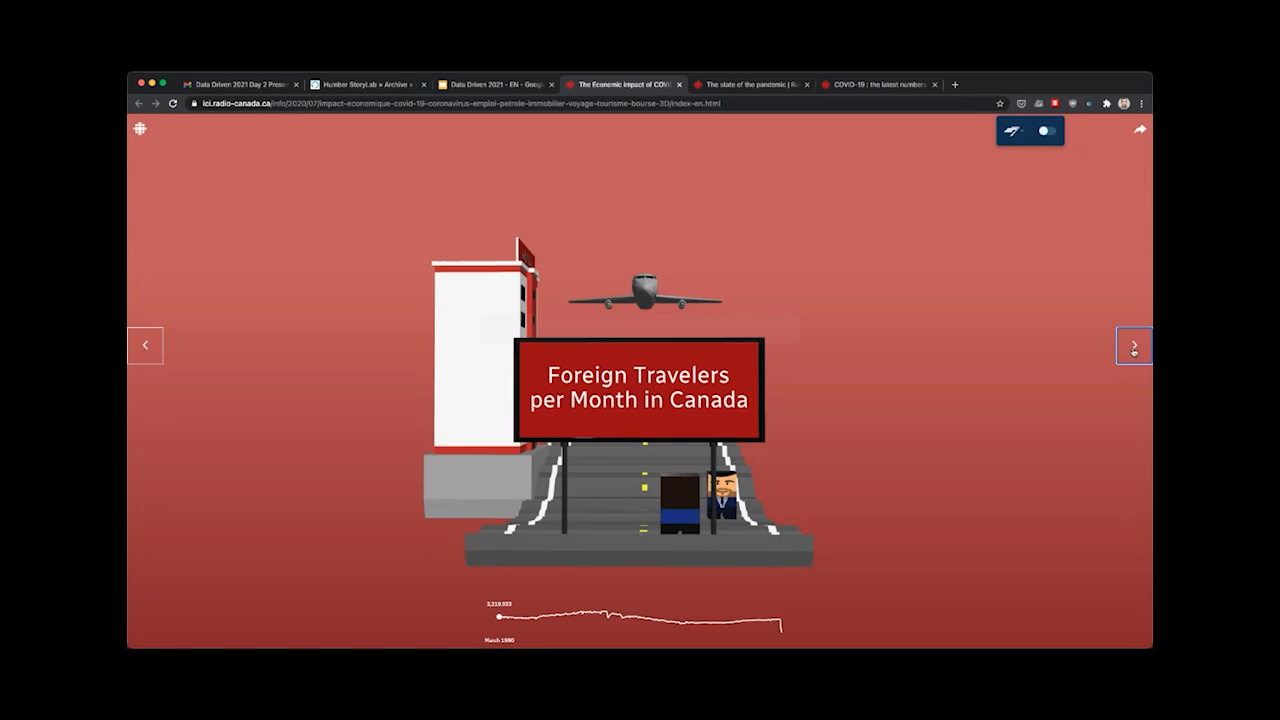 Data Driven 2021 Day 2 Prese
Humber StoryLab » Archive »
Data Driven 2021 - EN - Goog
The Economic Impact of COVI
The state of the pandemic | R
COVID-19 : the latest numbers
ici.radio-canada.ca/info/2020/07/impact-economique-covid-19-coronavirus-emploi-petrole-immobilier-voyage-tourisme-bourse-3D/index-en.html
Foreign Travelers
per Month in Canada
3,219,933
March 1990